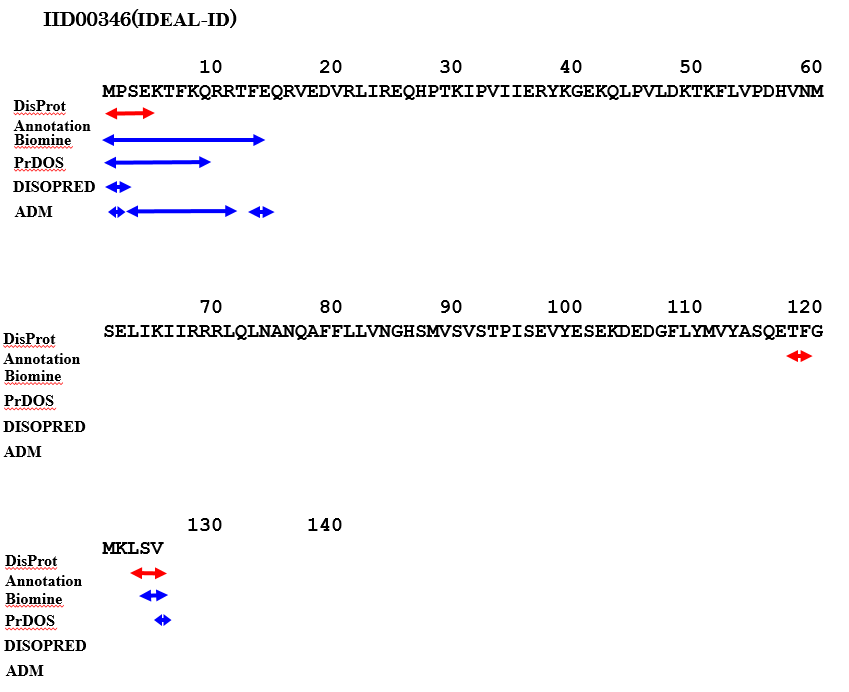 IID00346(IDEAL-ID)
10 20 30 40 50 60
MPSEKTFKQRRTFEQRVEDVRLIREQHPTKIPVIIERYKGEKQLPVLDKTKFLVPDHVNM
DisProt
Annotation
Biomine
PrDOS
DISOPRED
ADM
70 80 90 100 110 120
SELIKIIRRRLQLNANQAFFLLVNGHSMVSVSTPISEVYESEKDEDGFLYMVYASQETFG
DisProt
Annotation
Biomine
PrDOS
DISOPRED
ADM
130 140
MKLSV
DisProt
Annotation
Biomine
PrDOS
DISOPRED
ADM